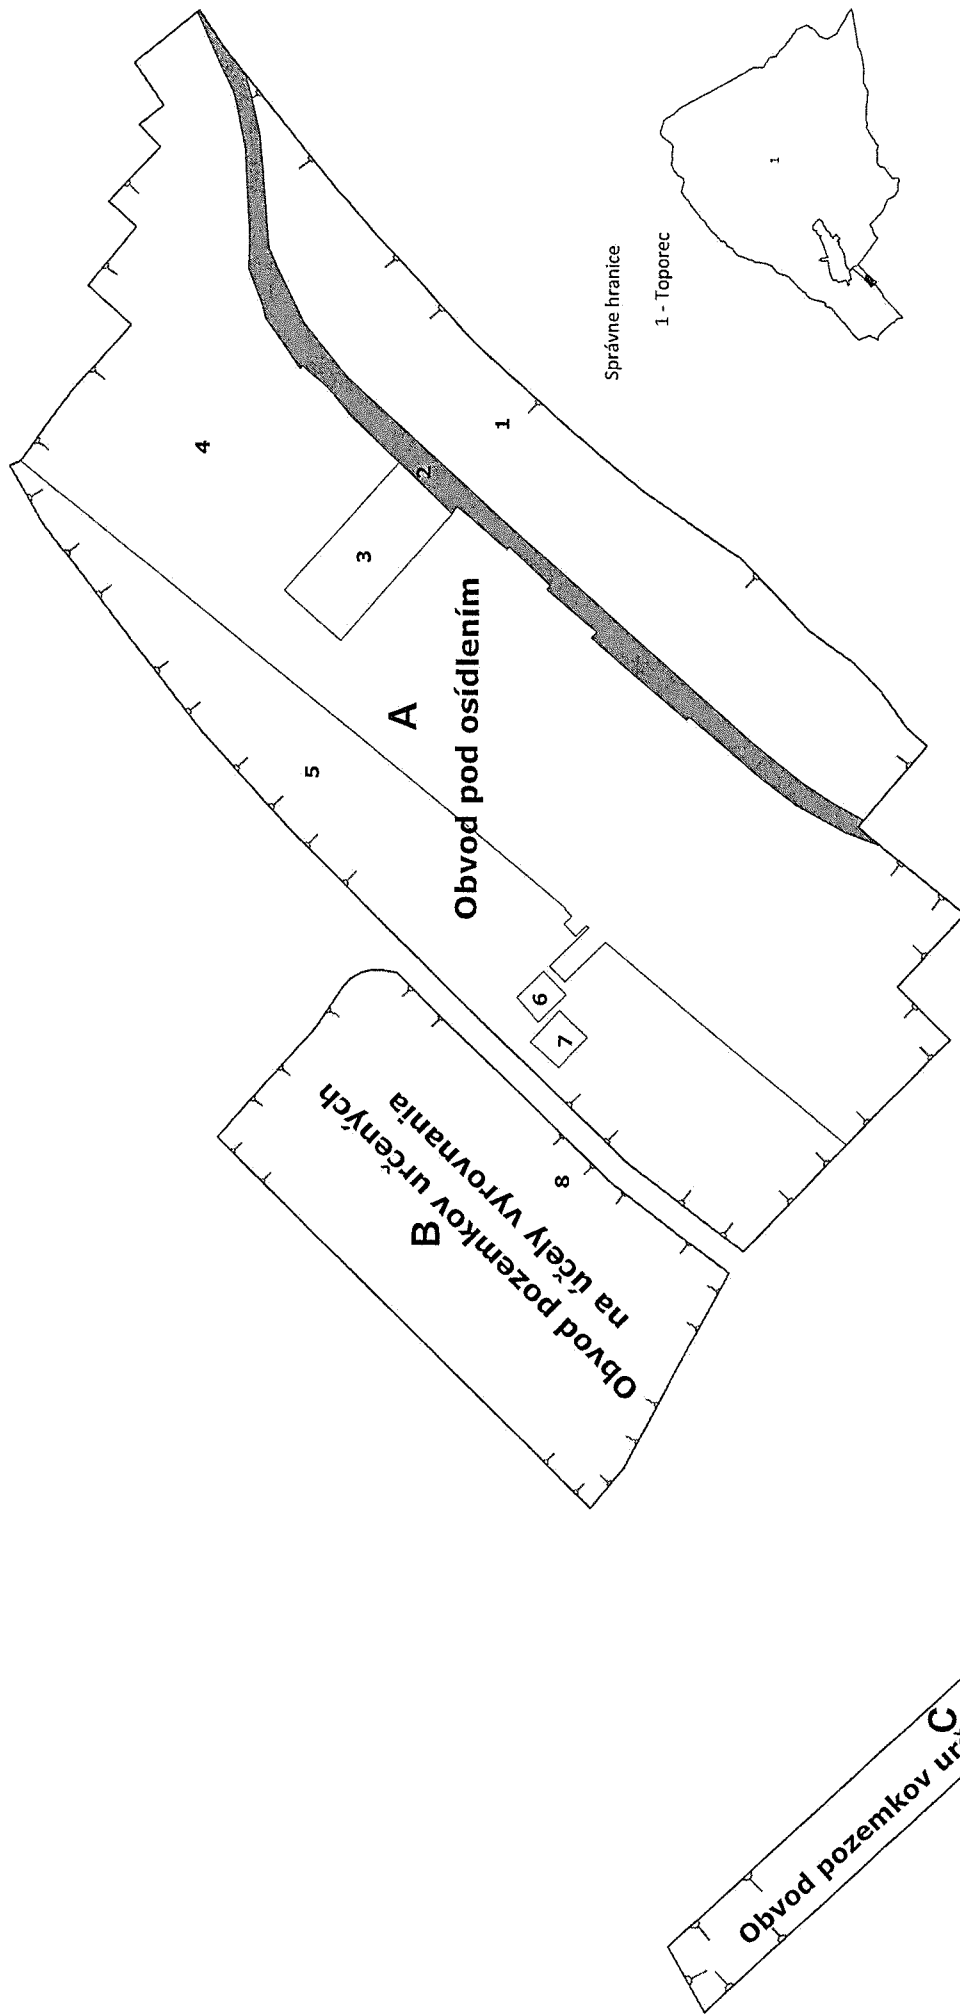 4
3
2
1
5
A
Obvod pod osídlením
6
7
8
B
Obvod pozemkov určených
na účely vyrovnania
C
Obvod pozemkov
Správne hranice
1 - Toporec
1